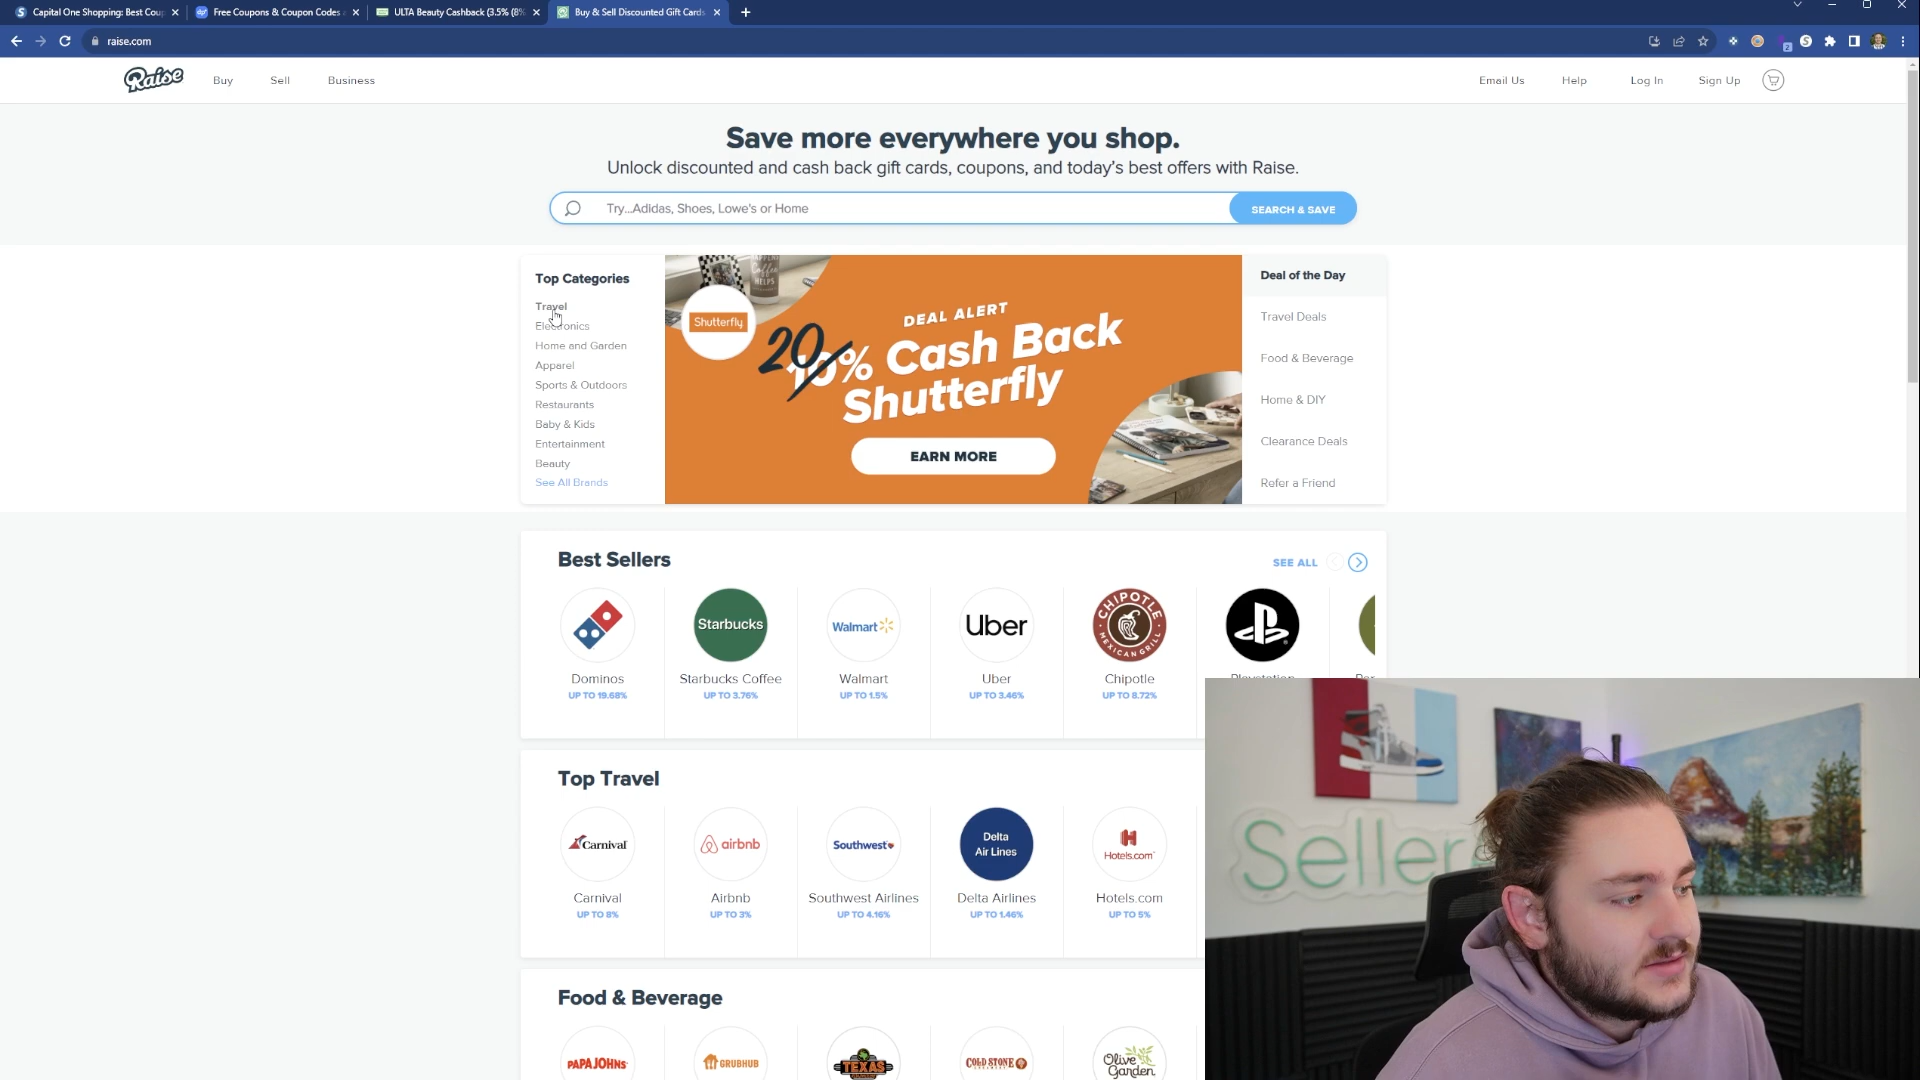 Capital One Shopping: Best Coup
Free Coupons & Coupon Codes a
ULTA Beauty Cashback (3.5% (8%
Buy & Sell Discounted Gift Cards
raise.com
2
Raise
Buy
Sell
Business
Email Us
Help
Log In
Sign Up
Save more everywhere you shop.
Unlock discounted and cash back gift cards, coupons, and today's best offers with Raise.
Try...Adidas, Shoes, Lowe's or Home
SEARCH & SAVE
Top Categories
Travel
Electronics
Home and Garden
Apparel
Sports & Outdoors
Restaurants
Baby & Kids
Entertainment
Beauty
See All Brands
Shutterfly
DEAL ALERT
20 10% Cash Back
Shutterfly
EARN MORE
Deal of the Day
Travel Deals
Food & Beverage
Home & DIY
Clearance Deals
Refer a Friend
Best Sellers
SEE ALL
Starbucks
Walmart
Uber
CHIPOTLE
MEXICAN GRILL
Dominos
Starbucks Coffee
Walmart
Uber
Chipotle
Playstation
UP TO 19.68%
UP TO 3.76%
UP TO 1.5%
UP TO 3.46%
UP TO 8.72%
Top Travel
Carnival
airbnb
Southwest
Delta
Air Lines
Hotels.com
Carnival
Airbnb
Southwest Airlines
Delta Airlines
Hotels.com
UP TO 8%
UP TO 3%
UP TO 4.16%
UP TO 1.46%
UP TO 5%
Food & Beverage
PAPA JOHNS
GRUBHUB
TEXAS
COLD STONE
Olive
Garden
Seller